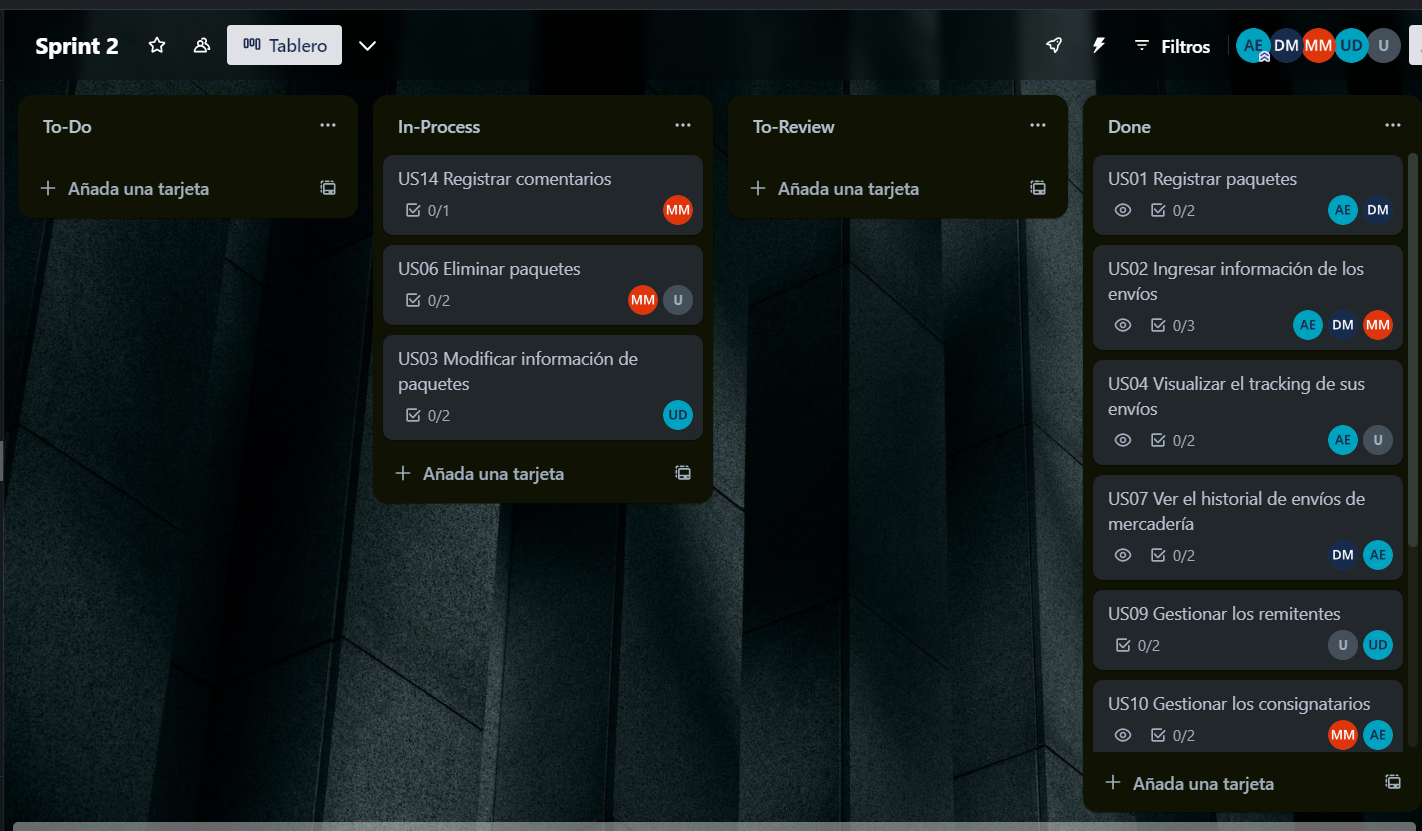 Sprint 2
Tablero
Filtros
AE DM MM UD U
To-Do
Añada una tarjeta
In-Process
US14 Registrar comentarios
0/1
MM
US06 Eliminar paquetes
0/2
MM U
US03 Modificar información de
paquetes
0/2
UD
Añada una tarjeta
To-Review
Añada una tarjeta
Done
US01 Registrar paquetes
0/2
AE DM
US02 Ingresar información de los
envíos
0/3
AE DM MM
US04 Visualizar el tracking de sus
envíos
0/2
AE U
US07 Ver el historial de envíos de
mercadería
0/2
DM AE
US09 Gestionar los remitentes
0/2
U UD
US10 Gestionar los consignatarios
0/2
MM AE
Añada una tarjeta